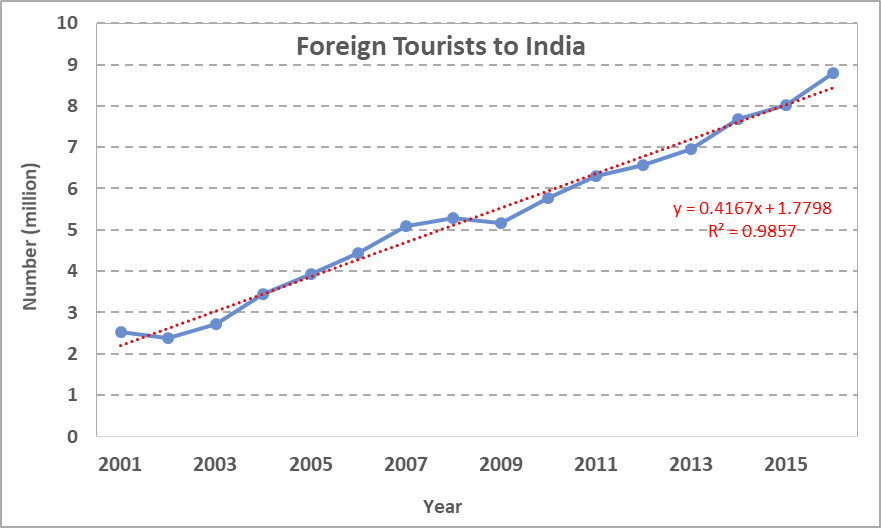 Foreign Tourists to India
10
9
8
7
6
5
4
3
2
1
0
Number (million)
y = 0.4167x + 1.7798
R² = 0.9857
2001 2003 2005 2007 2009 2011 2013 2015
Year